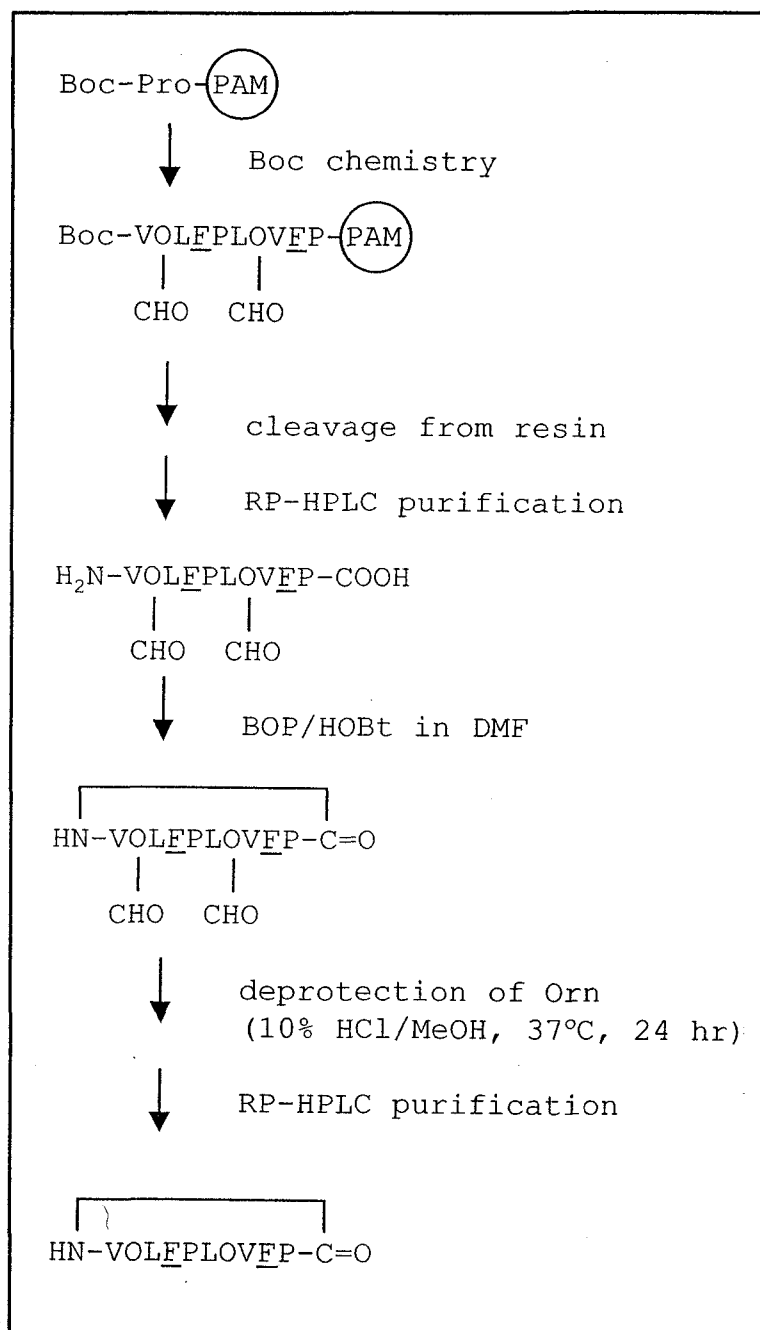 Boc-Pro-PAM
Boc chemistry
Boc-VOLFPLOVFP-PAM
CHO CHO
cleavage from resin
RP-HPLC purification
H₂N-VOLFPLOVFP-COOH
CHO CHO
BOP/HOBt in DMF
HN-VOLFPLOVFP-C=O
CHO CHO
deprotection of Orn
(10% HCl/MeOH, 37°C, 24 hr)
RP-HPLC purification
HN-VOLFPLOVFP-C=O